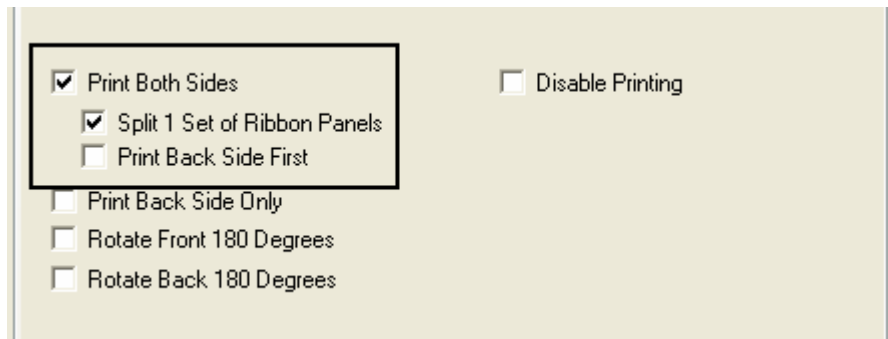 Print Both Sides
Disable Printing
Split 1 Set of Ribbon Panels
Print Back Side First
Print Back Side Only
Rotate Front 180 Degrees
Rotate Back 180 Degrees